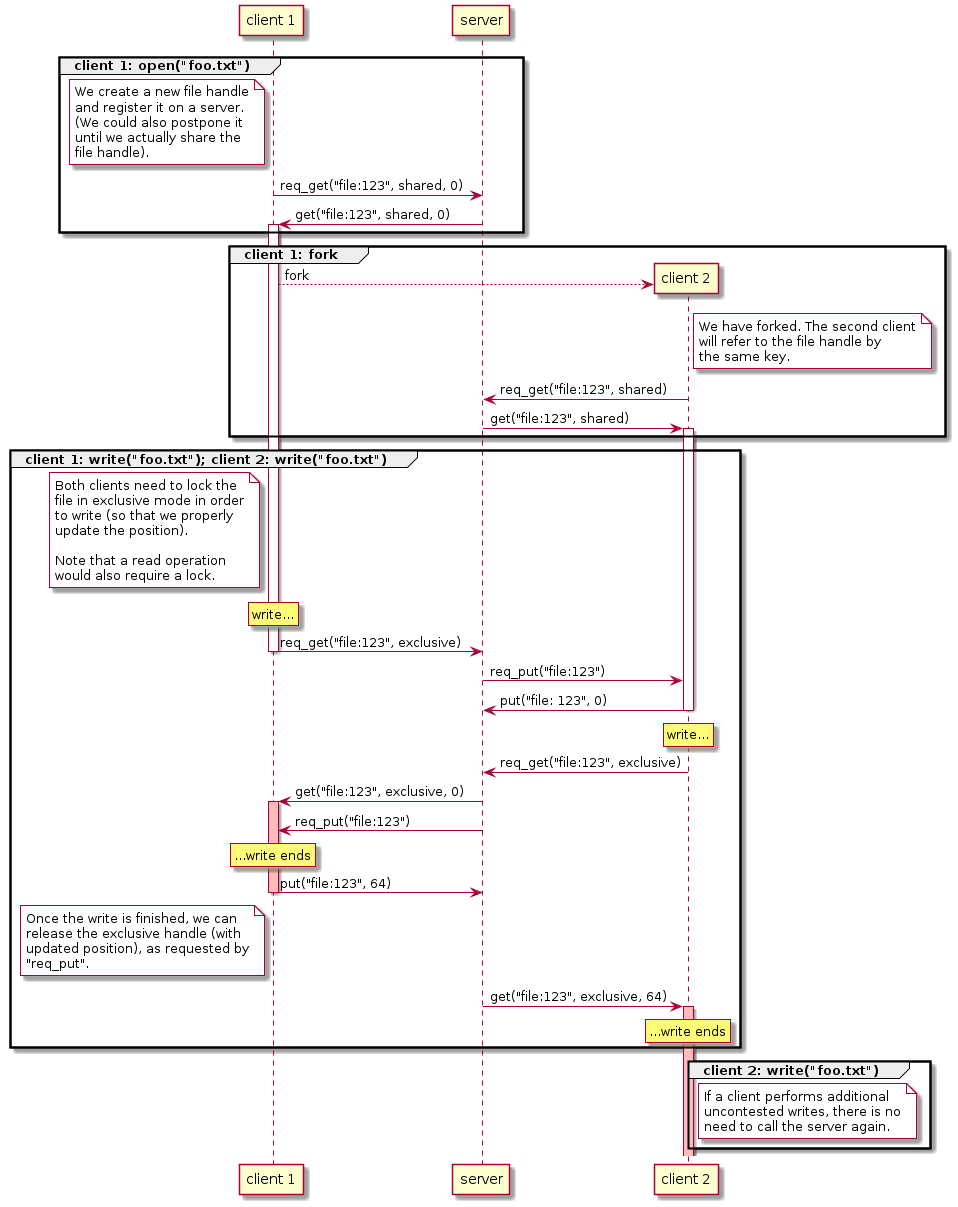 client 1
server
client 1: open("foo.txt")
We create a new file handle
and register it on a server.
(We could also postpone it
until we actually share the
file handle).
req_get("file:123", shared, 0)
get("file:123", shared, 0)
client 1: fork
fork
client 2
We have forked. The second client
will refer to the file handle by
the same key.
req_get("file:123", shared)
get("file:123", shared)
client 1: write("foo.txt"); client 2: write("foo.txt")
Both clients need to lock the
file in exclusive mode in order
to write (so that we properly
update the position).
Note that a read operation
would also require a lock.
write...
req_get("file:123", exclusive)
req_put("file:123")
put("file: 123", 0)
write...
req_get("file:123", exclusive)
get("file:123", exclusive, 0)
req_put("file:123")
...write ends
put("file:123", 64)
Once the write is finished, we can
release the exclusive handle (with
updated position), as requested by
"req_put".
get("file:123", exclusive, 64)
...write ends
client 2: write("foo.txt")
If a client performs additional
uncontested writes, there is no
need to call the server again.
client 1
server
client 2